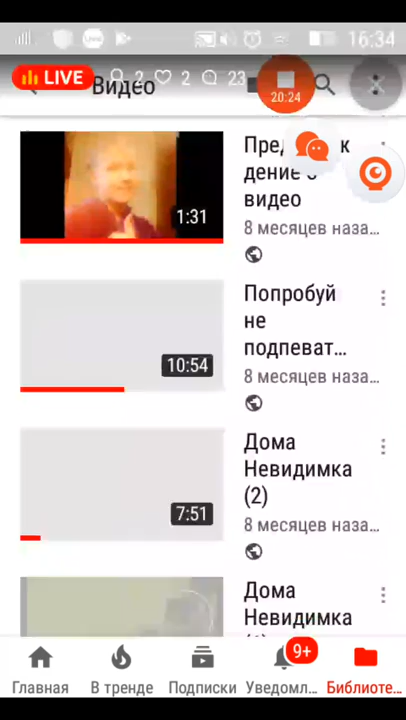 16:34
LIVE 2 2 23
Видео
20:24
1:31
видео
8 месяцев наза...
10:54
Попробуй
не
подпеват...
8 месяцев наза...
7:51
Дома
Невидимка
(2)
8 месяцев наза...
Дома
Невидимка
9+
Главная
В тренде
Подписки
Уведомл...
Библиоте...